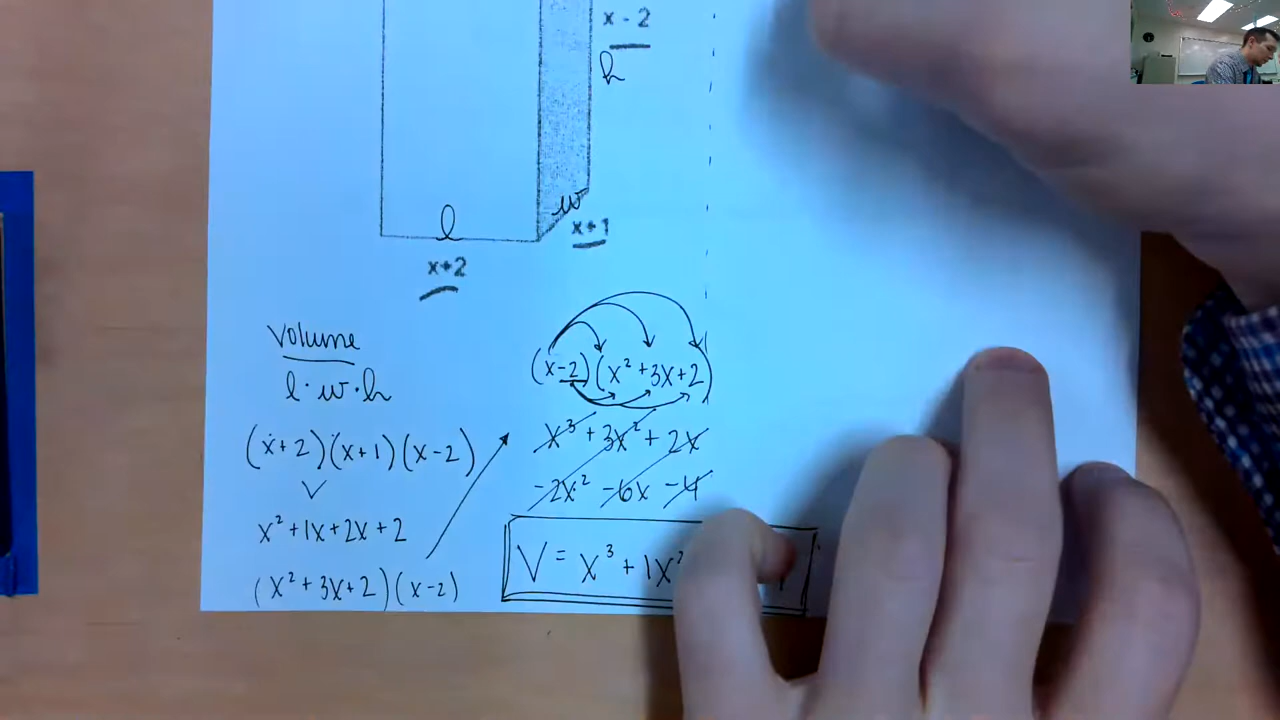 x - 2
h
w
l
x+1
x+2
Volume
l · w · h
(x+2)(x+1)(x-2)
x² + 1x + 2x + 2
(x² + 3x + 2)(x-2)
(x-2)(x² + 3x + 2)
x³ + 3x² + 2x
-2x² - 6x - 4
V = x³ + 1x²